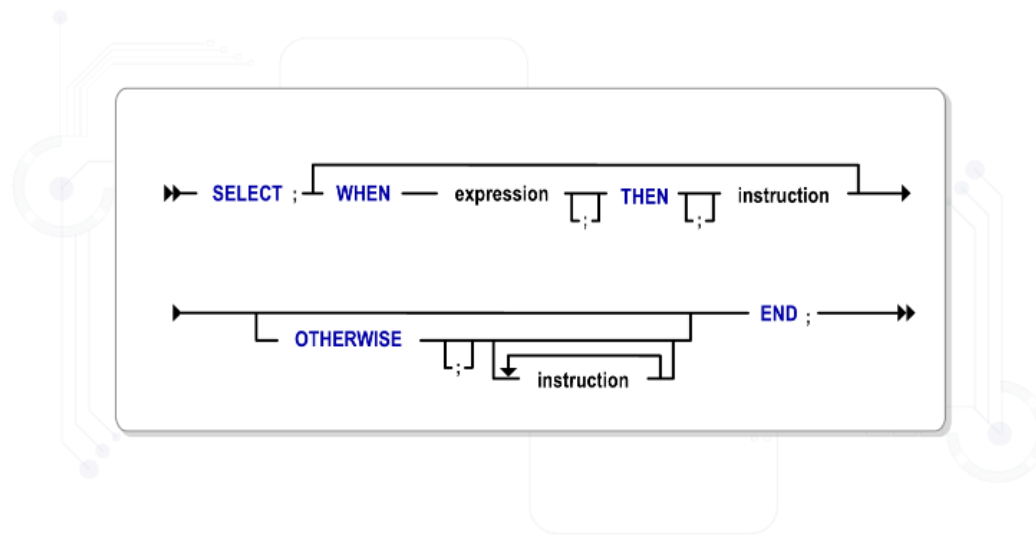 SELECT ; WHEN expression ; THEN ; instruction
OTHERWISE ; instruction END ;